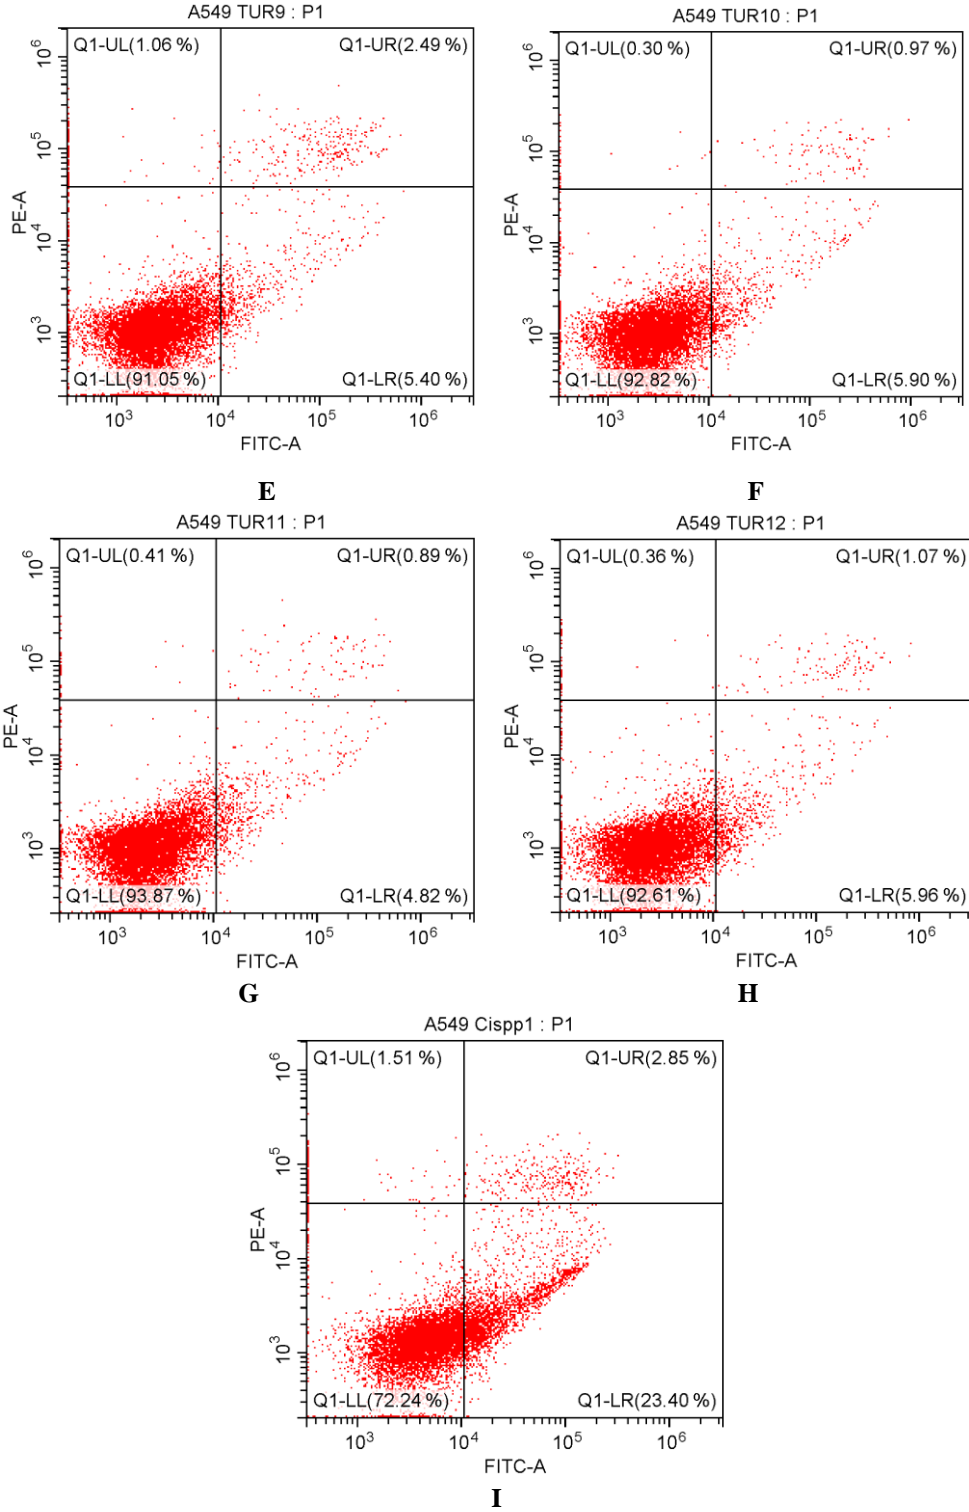 A549 TUR9 : P1
Q1-UL(1.06 %)
Q1-UR(2.49 %)
10^6
10^5
10^4
10^3
PE-A
Q1-LL(91.05 %)
Q1-LR(5.40 %)
10^3 10^4 10^5 10^6
FITC-A
E
A549 TUR10 : P1
Q1-UL(0.30 %)
Q1-UR(0.97 %)
10^6
10^5
10^4
10^3
PE-A
Q1-LL(92.82 %)
Q1-LR(5.90 %)
10^3 10^4 10^5 10^6
FITC-A
F
A549 TUR11 : P1
Q1-UL(0.41 %)
Q1-UR(0.89 %)
10^6
10^5
10^4
10^3
PE-A
Q1-LL(93.87 %)
Q1-LR(4.82 %)
10^3 10^4 10^5 10^6
FITC-A
G
A549 TUR12 : P1
Q1-UL(0.36 %)
Q1-UR(1.07 %)
10^6
10^5
10^4
10^3
PE-A
Q1-LL(92.61 %)
Q1-LR(5.96 %)
10^3 10^4 10^5 10^6
FITC-A
H
A549 Cispp1 : P1
Q1-UL(1.51 %)
Q1-UR(2.85 %)
10^6
10^5
10^4
10^3
PE-A
Q1-LL(72.24 %)
Q1-LR(23.40 %)
10^3 10^4 10^5 10^6
FITC-A
I